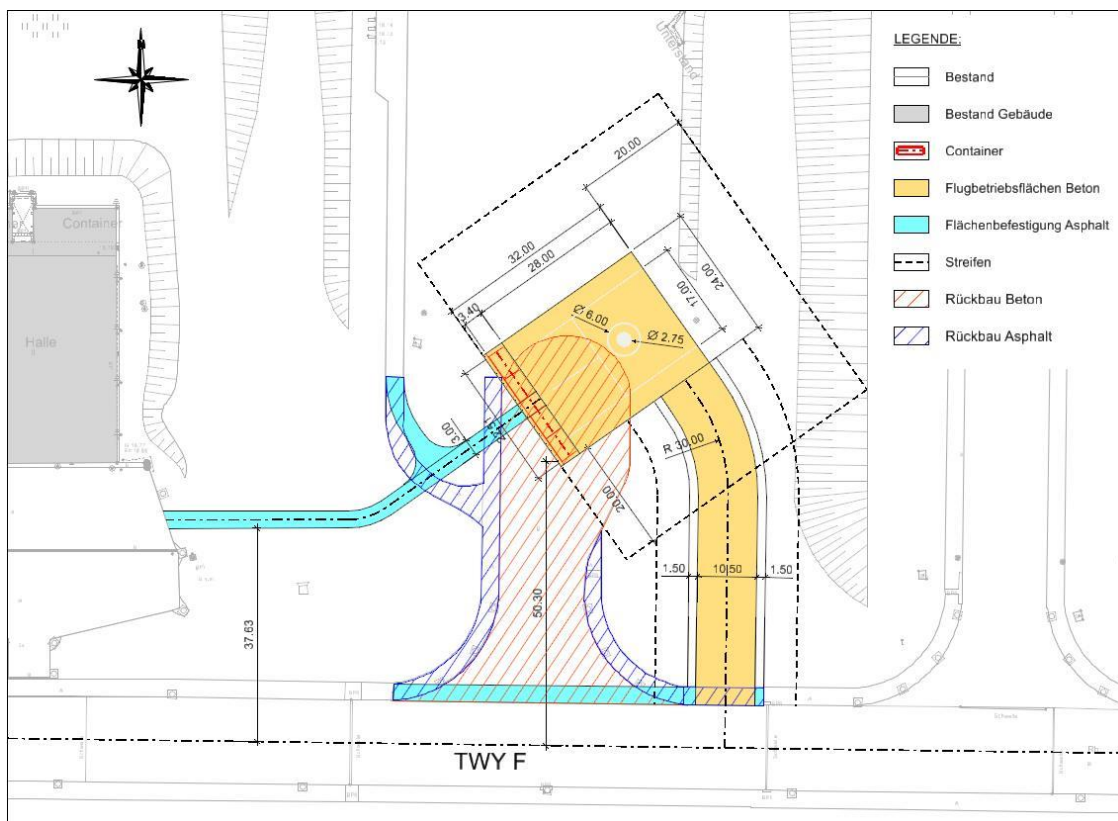 LEGENDE:
Bestand
Bestand Gebäude
Container
Flugbetriebsflächen Beton
Flächenbefestigung Asphalt
Streifen
Rückbau Beton
Rückbau Asphalt
Unterstand
Container
Halle
20.00
32.00
28.00
24.00
17.00
3.40
Ø 6.00
Ø 2.75
3.00
R 30.00
20.00
1.50
10.50
1.50
50.30
37.63
TWY F